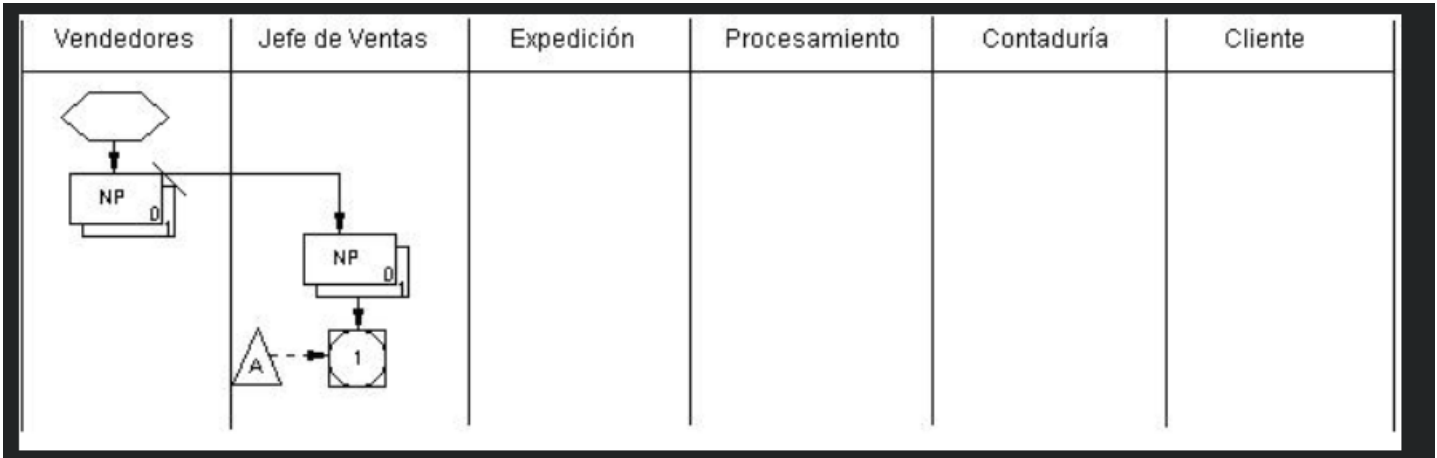 Vendedores Jefe de Ventas Expedición Procesamiento Contaduría Cliente
NP
0
1
NP
0
1
A 1